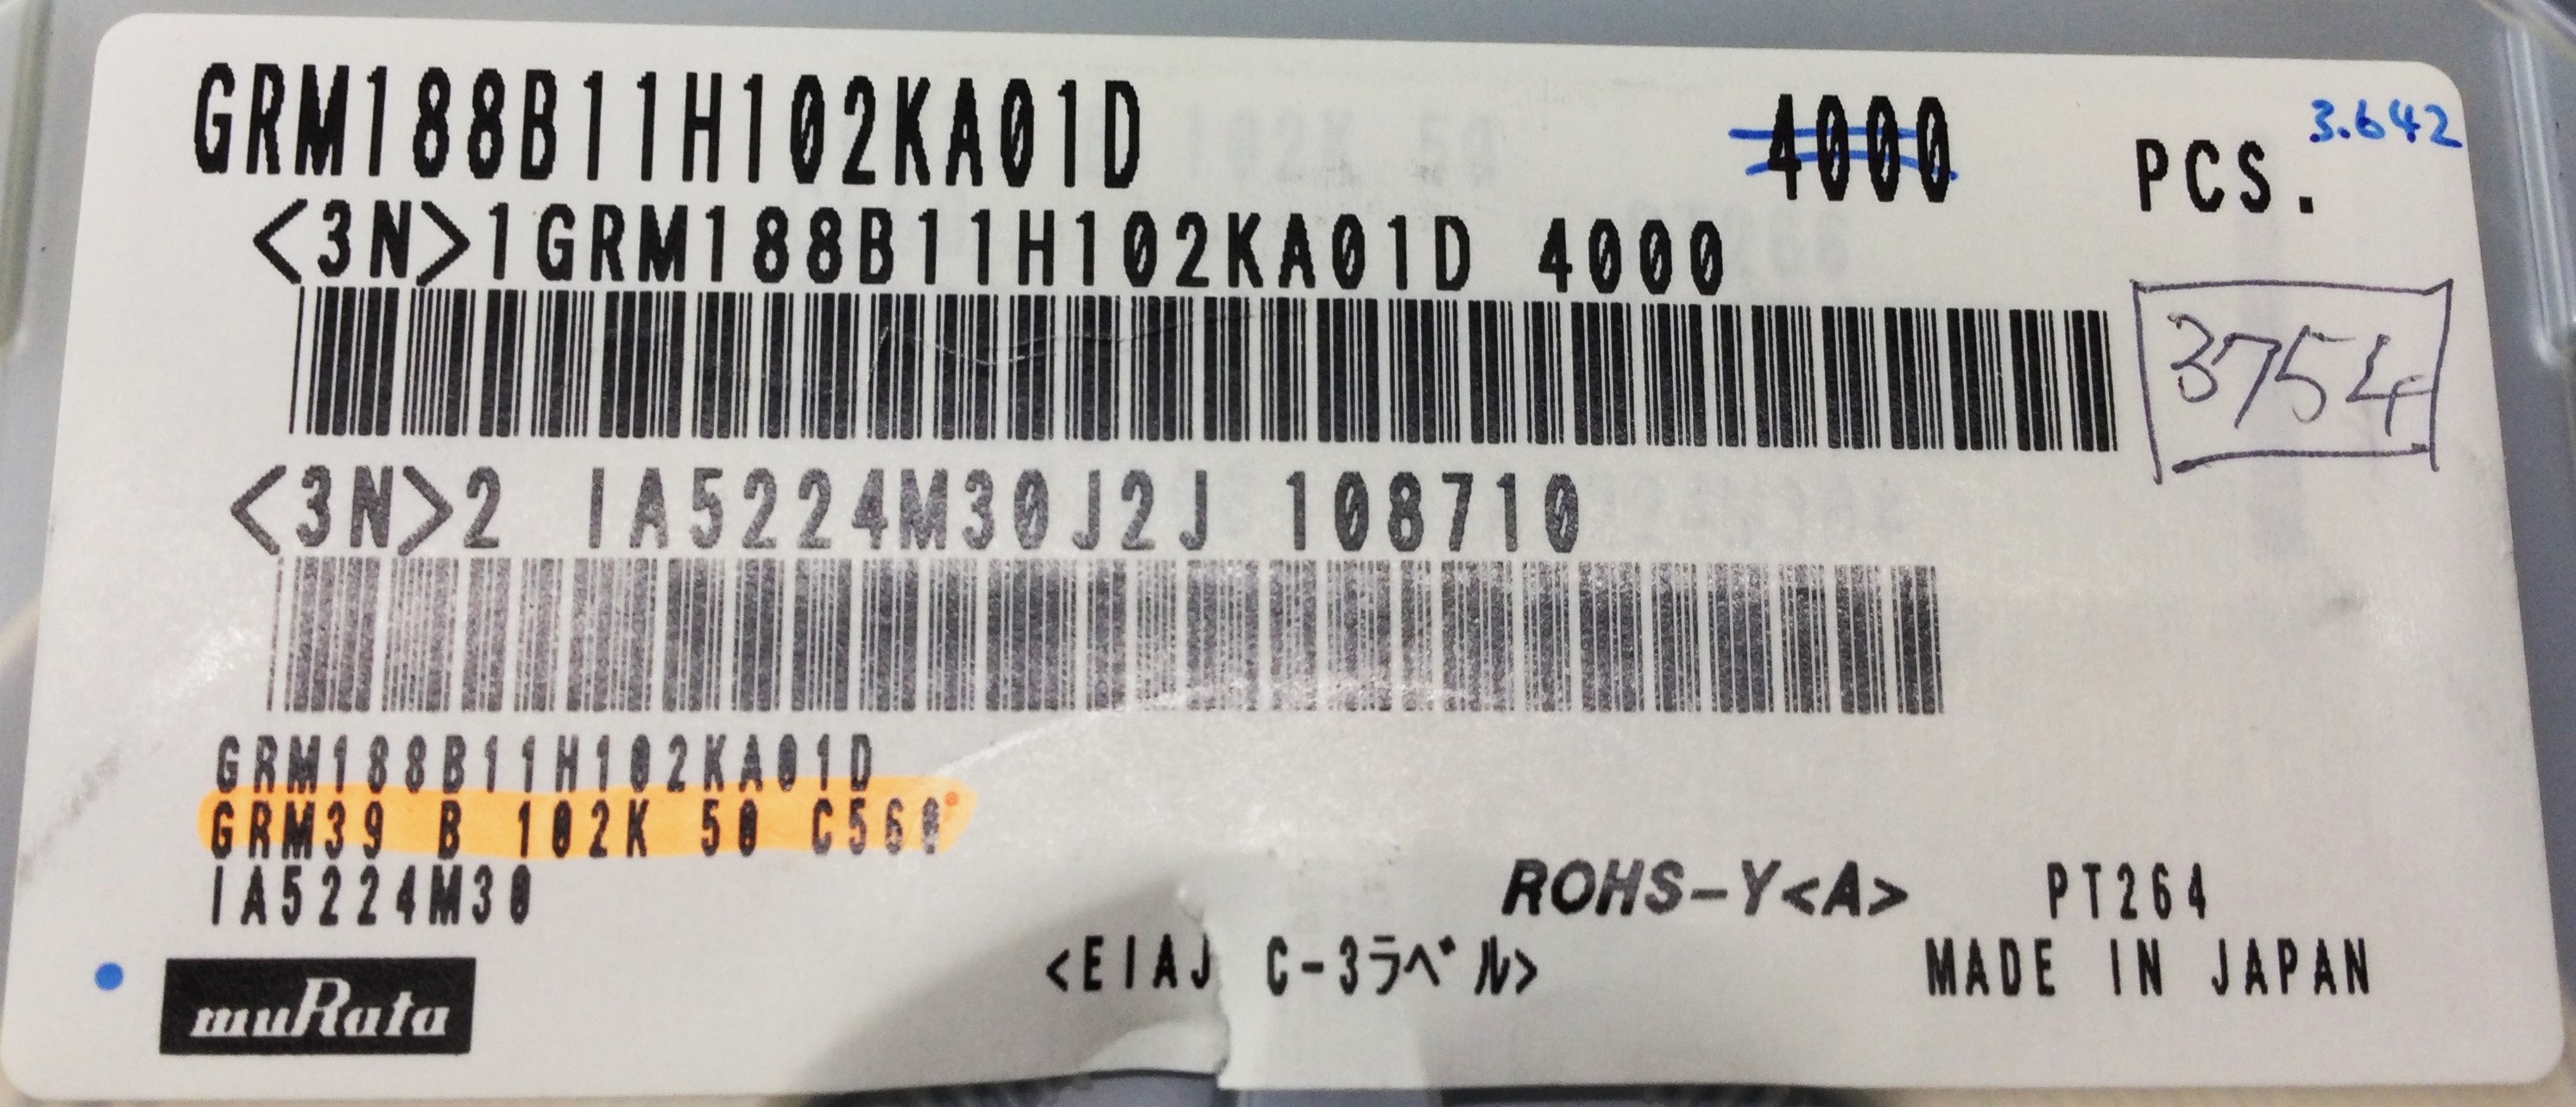 GRM188B11H102KA01D 4000 PCS. 3.642
<3N>1GRM188B11H102KA01D 4000
3754
<3N>2 IA5224M30J2J 108710
GRM188B11H102KA01D
GRM39 B 102K 50 C560
IA5224M30
ROHS-Y<A> PT264
muRata <EIAJ C-3ラベル> MADE IN JAPAN